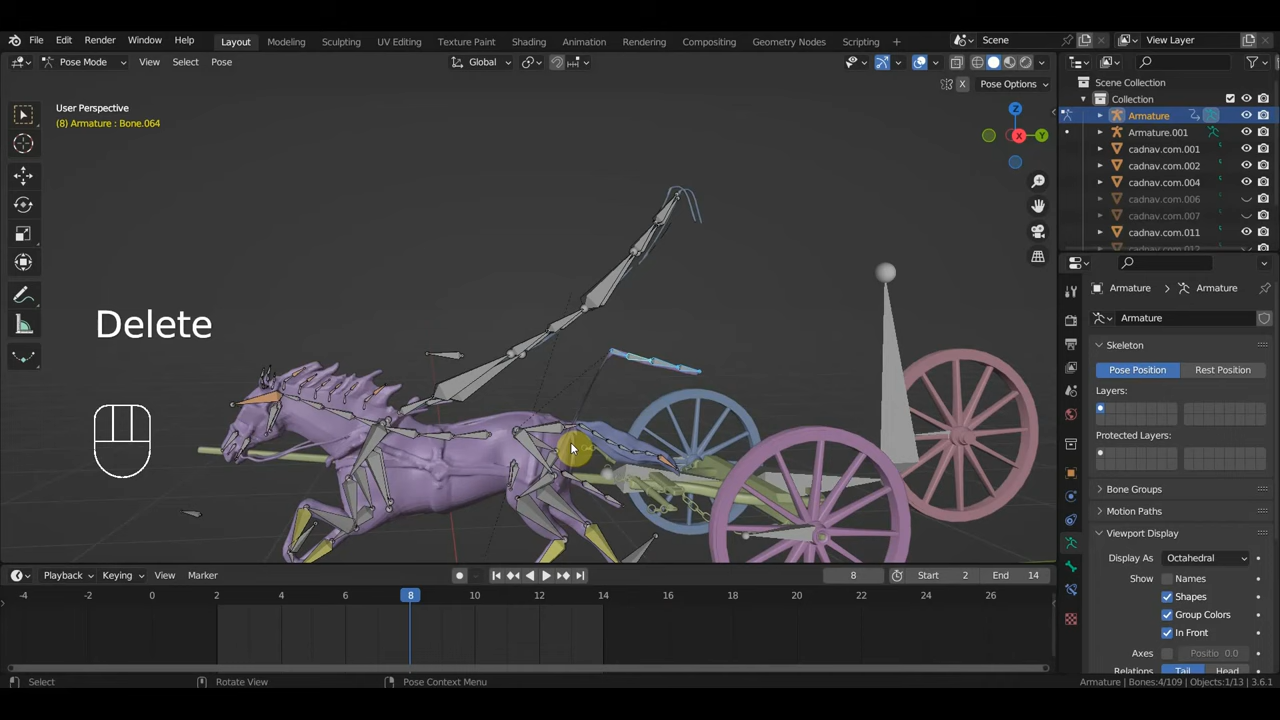 File Edit Render Window Help Layout Modeling Sculpting UV Editing Texture Paint Shading Animation Rendering Compositing Geometry Nodes Scripting + Scene View Layer
Pose Mode View Select Pose Global
X Pose Options
User Perspective
(8) Armature : Bone.064
Z
Y
X
Delete
Scene Collection
Collection
Armature
Armature.001
cadnav.com.001
cadnav.com.002
cadnav.com.004
cadnav.com.006
cadnav.com.007
cadnav.com.011
Armature > Armature
Armature
Skeleton
Pose Position Rest Position
Layers:
Protected Layers:
Bone Groups
Motion Paths
Viewport Display
Display As Octahedral
Show Names
Shapes
Group Colors
In Front
Axes Positio 0.0
Relations Tail Head
Playback Keying View Marker 8 Start 2 End 14
-4 2 4 6 8 10 12 14 16 18 20 22 24 26
Select Rotate View Pose Context Menu Armature | Bones:4/109 | Objects:1/13 | 3.6.1